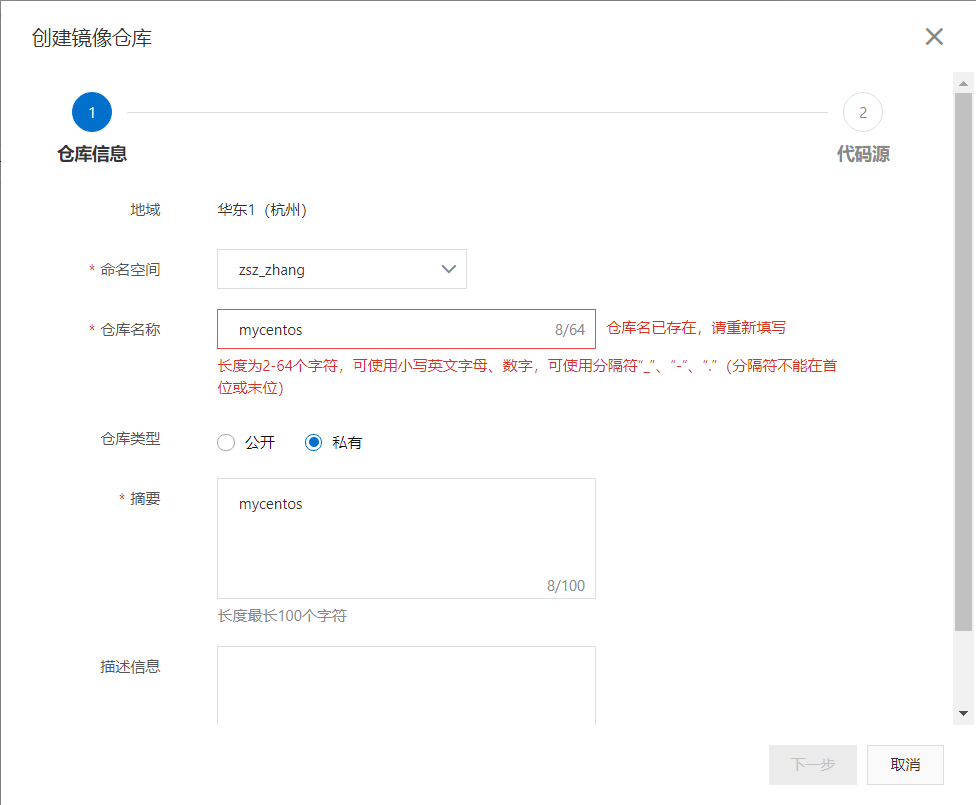 创建镜像仓库
1
2
仓库信息
代码源
地域
华东1（杭州）
* 命名空间
zsz_zhang
* 仓库名称
mycentos
8/64
仓库名已存在，请重新填写
长度为2-64个字符，可使用小写英文字母、数字，可使用分隔符“_”、“-”、“.”（分隔符不能在首
位或末位）
仓库类型
公开
私有
* 摘要
mycentos
8/100
长度最长100个字符
描述信息
下一步
取消